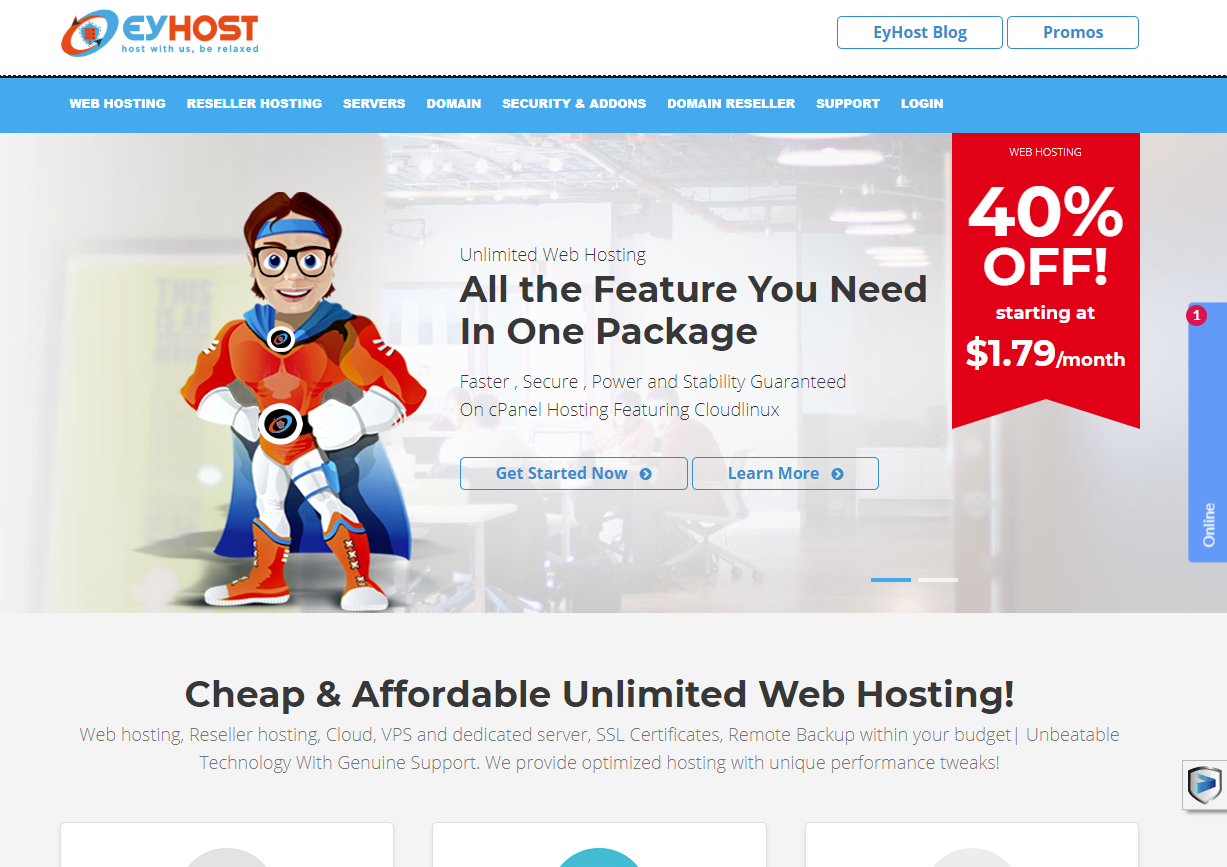 EYHOST
host with us, be relaxed
EyHost Blog
Promos
WEB HOSTING
RESELLER HOSTING
SERVERS
DOMAIN
SECURITY & ADDONS
DOMAIN RESELLER
SUPPORT
LOGIN
Unlimited Web Hosting
All the Feature You Need
In One Package
Faster , Secure , Power and Stability Guaranteed
On cPanel Hosting Featuring Cloudlinux
Get Started Now
Learn More
WEB HOSTING
40%
OFF!
starting at
$1.79/month
1
Online
THIS
IS AN
Cheap & Affordable Unlimited Web Hosting!
Web hosting, Reseller hosting, Cloud, VPS and dedicated server, SSL Certificates, Remote Backup within your budget| Unbeatable
Technology With Genuine Support. We provide optimized hosting with unique performance tweaks!